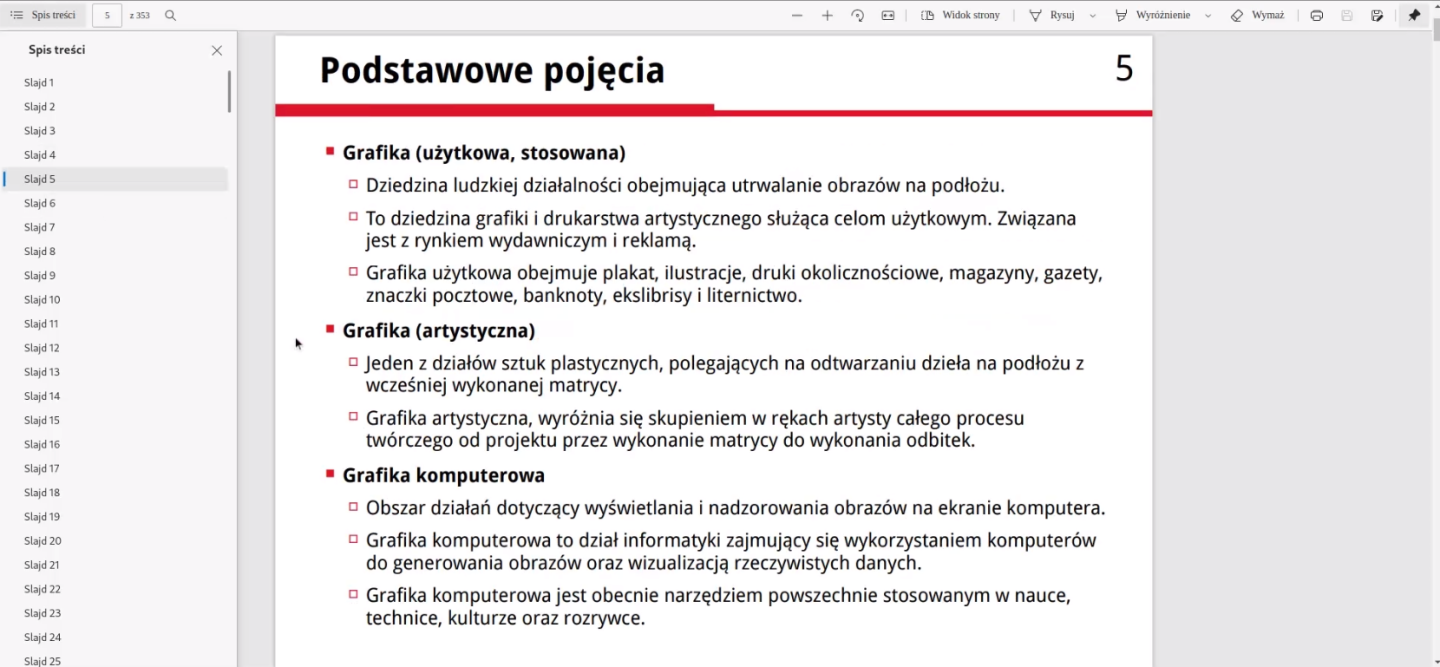 Spis treści
5
z 353
Widok strony
Rysuj
Wyróżnienie
Wymaż
Spis treści
Slajd 1
Slajd 2
Slajd 3
Slajd 4
Slajd 5
Slajd 6
Slajd 7
Slajd 8
Slajd 9
Slajd 10
Slajd 11
Slajd 12
Slajd 13
Slajd 14
Slajd 15
Slajd 16
Slajd 17
Slajd 18
Slajd 19
Slajd 20
Slajd 21
Slajd 22
Slajd 23
Slajd 24
Slajd 25
Podstawowe pojęcia
5
Grafika (użytkowa, stosowana)
Dziedzina ludzkiej działalności obejmująca utrwalanie obrazów na podłożu.
To dziedzina grafiki i drukarstwa artystycznego służąca celom użytkowym. Związana
jest z rynkiem wydawniczym i reklamą.
Grafika użytkowa obejmuje plakat, ilustracje, druki okolicznościowe, magazyny, gazety,
znaczki pocztowe, banknoty, ekslibrisy i liternictwo.
Grafika (artystyczna)
Jeden z działów sztuk plastycznych, polegających na odtwarzaniu dzieła na podłożu z
wcześniej wykonanej matrycy.
Grafika artystyczna, wyróżnia się skupieniem w rękach artysty całego procesu
twórczego od projektu przez wykonanie matrycy do wykonania odbitek.
Grafika komputerowa
Obszar działań dotyczący wyświetlania i nadzorowania obrazów na ekranie komputera.
Grafika komputerowa to dział informatyki zajmujący się wykorzystaniem komputerów
do generowania obrazów oraz wizualizacją rzeczywistych danych.
Grafika komputerowa jest obecnie narzędziem powszechnie stosowanym w nauce,
technice, kulturze oraz rozrywce.